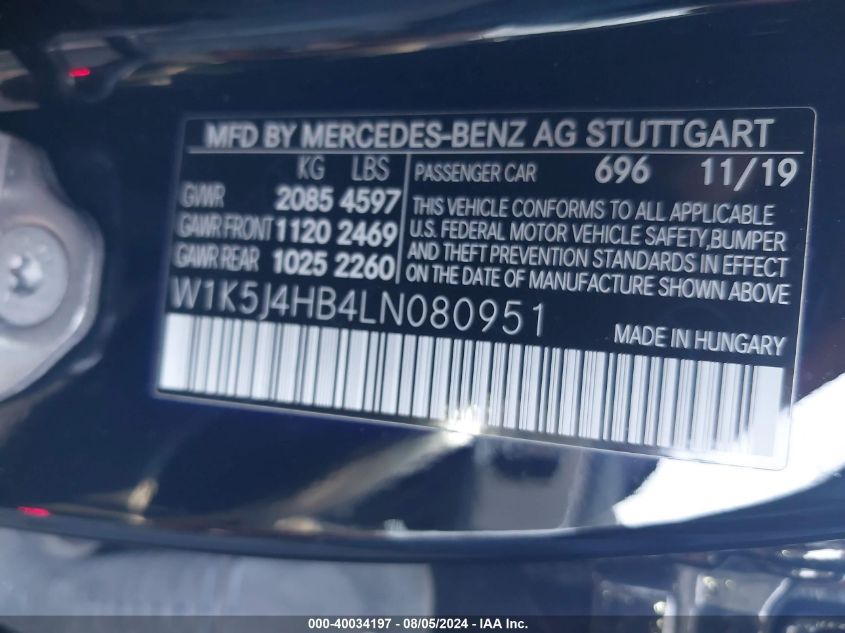 MFD BY MERCEDES-BENZ AG STUTTGART
KG LBS
GVWR 2085 4597
GAWR FRONT 1120 2469
GAWR REAR 1025 2260
PASSENGER CAR 696 11/19
THIS VEHICLE CONFORMS TO ALL APPLICABLE
U.S. FEDERAL MOTOR VEHICLE SAFETY, BUMPER
AND THEFT PREVENTION STANDARDS IN EFFECT
ON THE DATE OF MANUFACTURE SHOWN ABOVE
W1K5J4HB4LN080951
MADE IN HUNGARY
000-40034197 - 08/05/2024 - IAA Inc.